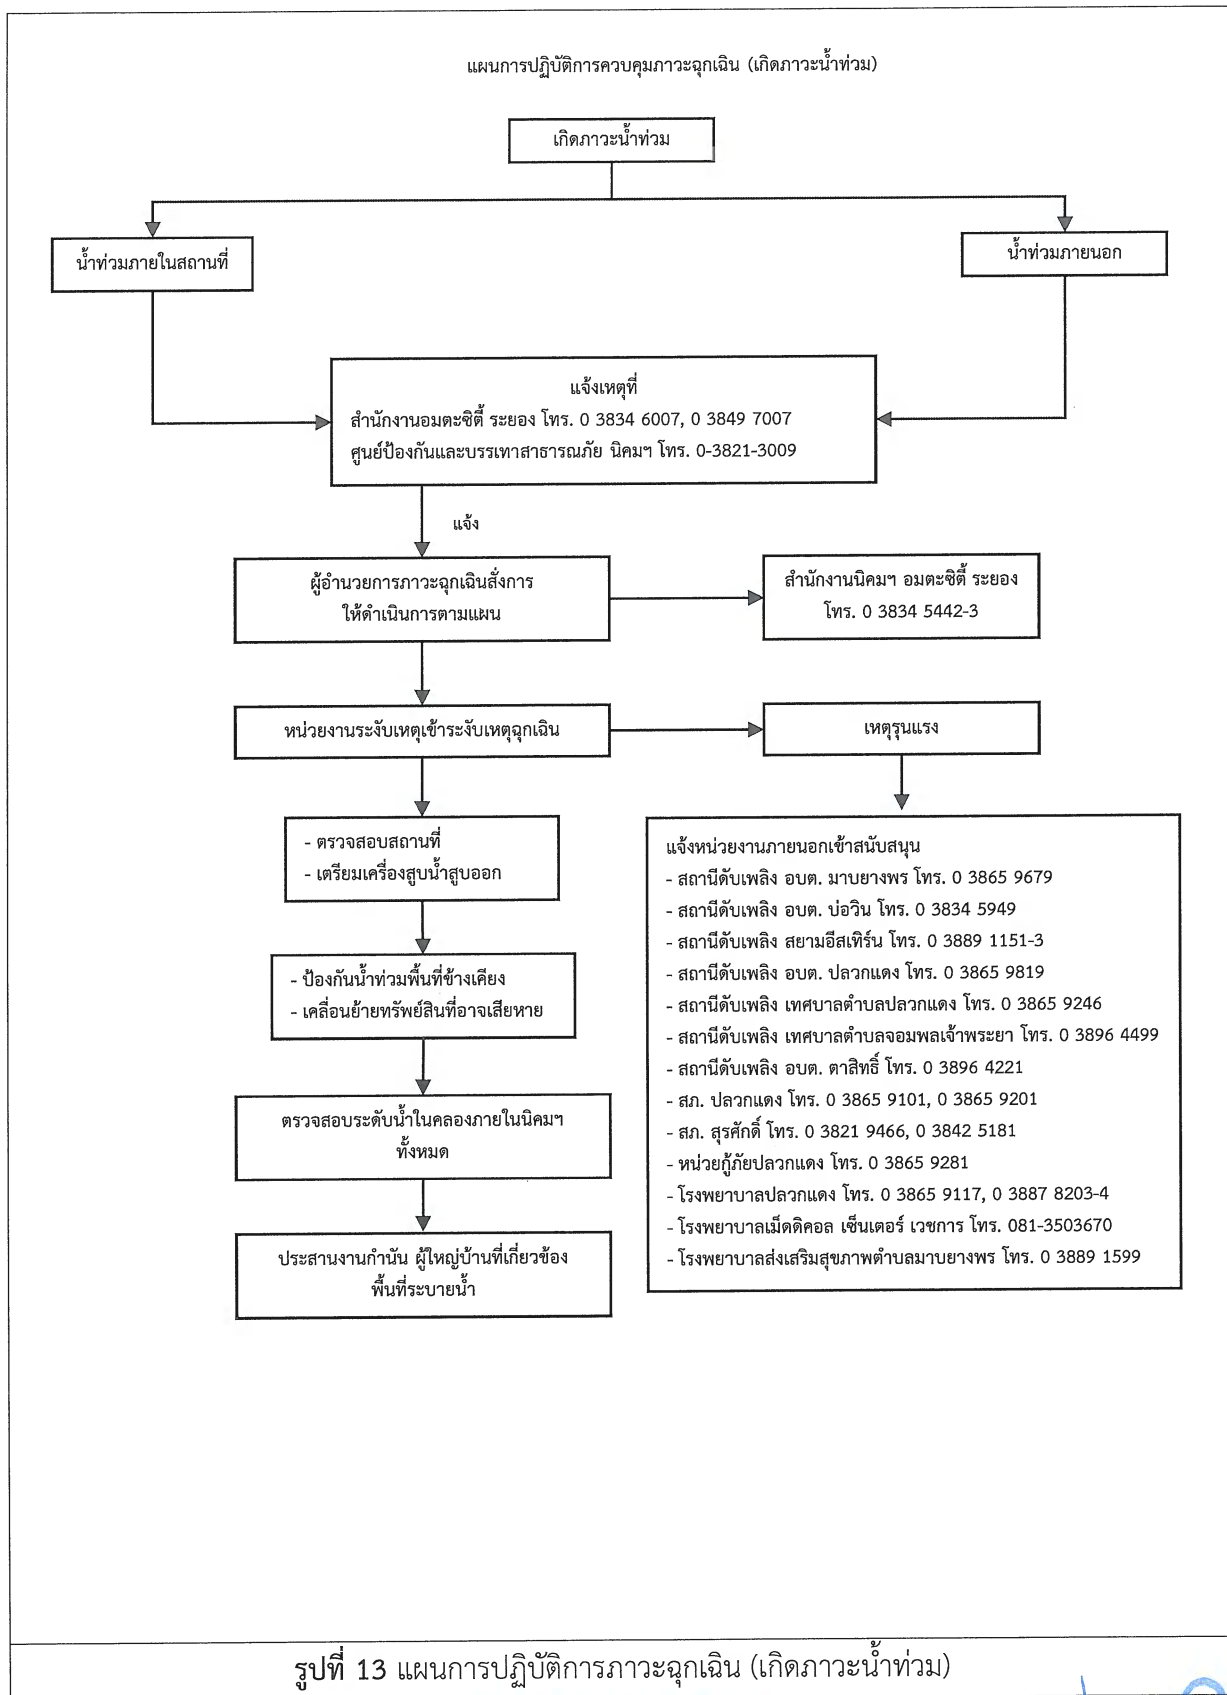 แผนการปฏิบัติการควบคุมภาวะฉุกเฉิน (เกิดภาวะน้ำท่วม)
เกิดภาวะน้ำท่วม
น้ำท่วมภายในสถานที่
น้ำท่วมภายนอก
แจ้งเหตุที่
สำนักงานอมตะซิตี้ ระยอง โทร. 0 3834 6007, 0 3849 7007
ศูนย์ป้องกันและบรรเทาสาธารณภัย นิคมฯ โทร. 0-3821-3009
แจ้ง
ผู้อำนวยการภาวะฉุกเฉินสั่งการ
ให้ดำเนินการตามแผน
สำนักงานนิคมฯ อมตะซิตี้ ระยอง
โทร. 0 3834 5442-3
หน่วยงานระงับเหตุเข้าระงับเหตุฉุกเฉิน
เหตุรุนแรง
- ตรวจสอบสถานที่
- เตรียมเครื่องสูบน้ำสูบออก
- ป้องกันน้ำท่วมพื้นที่ข้างเคียง
- เคลื่อนย้ายทรัพย์สินที่อาจเสียหาย
ตรวจสอบระดับน้ำในคลองภายในนิคมฯ
ทั้งหมด
ประสานงานกำนัน ผู้ใหญ่บ้านที่เกี่ยวข้อง
พื้นที่ระบายน้ำ
แจ้งหน่วยงานภายนอกเข้าสนับสนุน
- สถานีดับเพลิง อบต. มาบยางพร โทร. 0 3865 9679
- สถานีดับเพลิง อบต. บ่อวิน โทร. 0 3834 5949
- สถานีดับเพลิง สยามอีสเทิร์น โทร. 0 3889 1151-3
- สถานีดับเพลิง อบต. ปลวกแดง โทร. 0 3865 9819
- สถานีดับเพลิง เทศบาลตำบลปลวกแดง โทร. 0 3865 9246
- สถานีดับเพลิง เทศบาลตำบลจอมพลเจ้าพระยา โทร. 0 3896 4499
- สถานีดับเพลิง อบต. ตาสิทธิ์ โทร. 0 3896 4221
- สภ. ปลวกแดง โทร. 0 3865 9101, 0 3865 9201
- สภ. สุรศักดิ์ โทร. 0 3821 9466, 0 3842 5181
- หน่วยกู้ภัยปลวกแดง โทร. 0 3865 9281
- โรงพยาบาลปลวกแดง โทร. 0 3865 9117, 0 3887 8203-4
- โรงพยาบาลเม็ดดิคอล เซ็นเตอร์ เวชการ โทร. 081-3503670
- โรงพยาบาลส่งเสริมสุขภาพตำบลมาบยางพร โทร. 0 3889 1599
รูปที่ 13 แผนการปฏิบัติการภาวะฉุกเฉิน (เกิดภาวะน้ำท่วม)